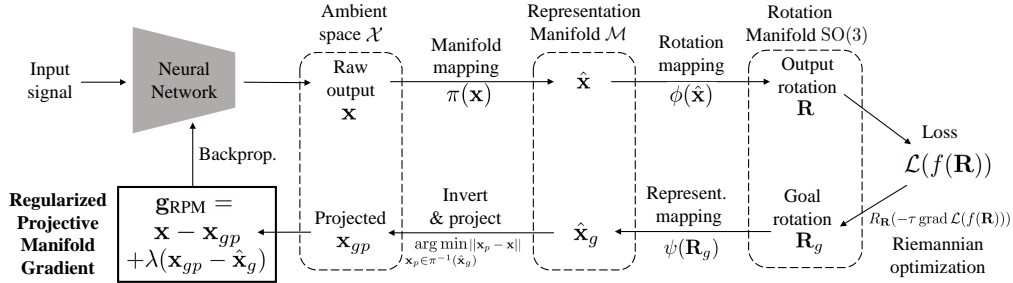 Input
signal
Neural
Network
Ambient
space 𝒳
Raw
output
𝐱
Manifold
mapping
π(𝐱)
Representation
Manifold ℳ
𝐱̂
Rotation
mapping
ϕ(𝐱̂)
Rotation
Manifold SO(3)
Output
rotation
𝐑
Loss
ℒ(f(𝐑))
Backprop.
Regularized
Projective
Manifold
Gradient
𝐠_RPM =
𝐱 − 𝐱_gp
+λ(𝐱_gp − 𝐱̂_g)
Projected
𝐱_gp
Invert
& project
arg min ||𝐱_p − 𝐱||
𝐱_p∈π⁻¹(𝐱̂_g)
𝐱̂_g
Represent.
mapping
ψ(𝐑_g)
Goal
rotation
𝐑_g
R_𝐑(−τ grad ℒ(f(𝐑)))
Riemannian
optimization